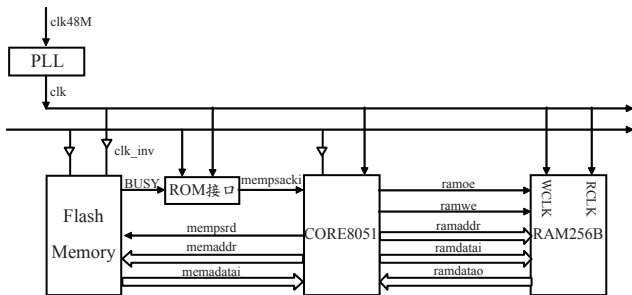 clk48M
PLL
clk
clk_inv
BUSY
ROM接口
mempsacki
Flash
Memory
mempsrd
memaddr
memadatai
CORE8051
ramoe
ramwe
ramaddr
ramdatai
ramdatao
WCLK
RCLK
RAM256B